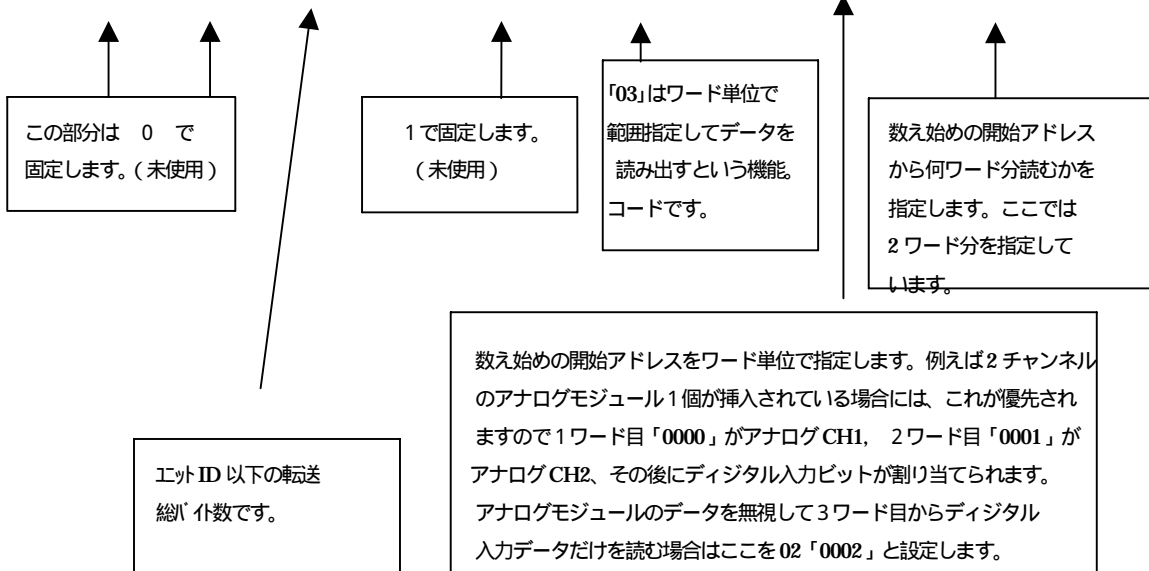 この部分は 0 で
固定します。(未使用)
1で固定します。
(未使用)
「03」はワード単位で
範囲指定してデータを
読み出すという機能。
コードです。
数え始めの開始アドレス
から何ワード分読むかを
指定します。ここでは
2 ワード分を指定して
います。
数え始めの開始アドレスをワード単位で指定します。例えば 2 チャンネル
のアナログモジュール 1 個が挿入されている場合には、これが優先され
ますので 1 ワード目「0000」がアナログ CH1, 2 ワード目「0001」が
アナログ CH2、その後にディジタル入力ビットが割り当てられます。
アナログモジュールのデータを無視して 3 ワード目からディジタル
入力データだけを読む場合はここを 02「0002」と設定します。
ユニット ID 以下の転送
総バイト数です。